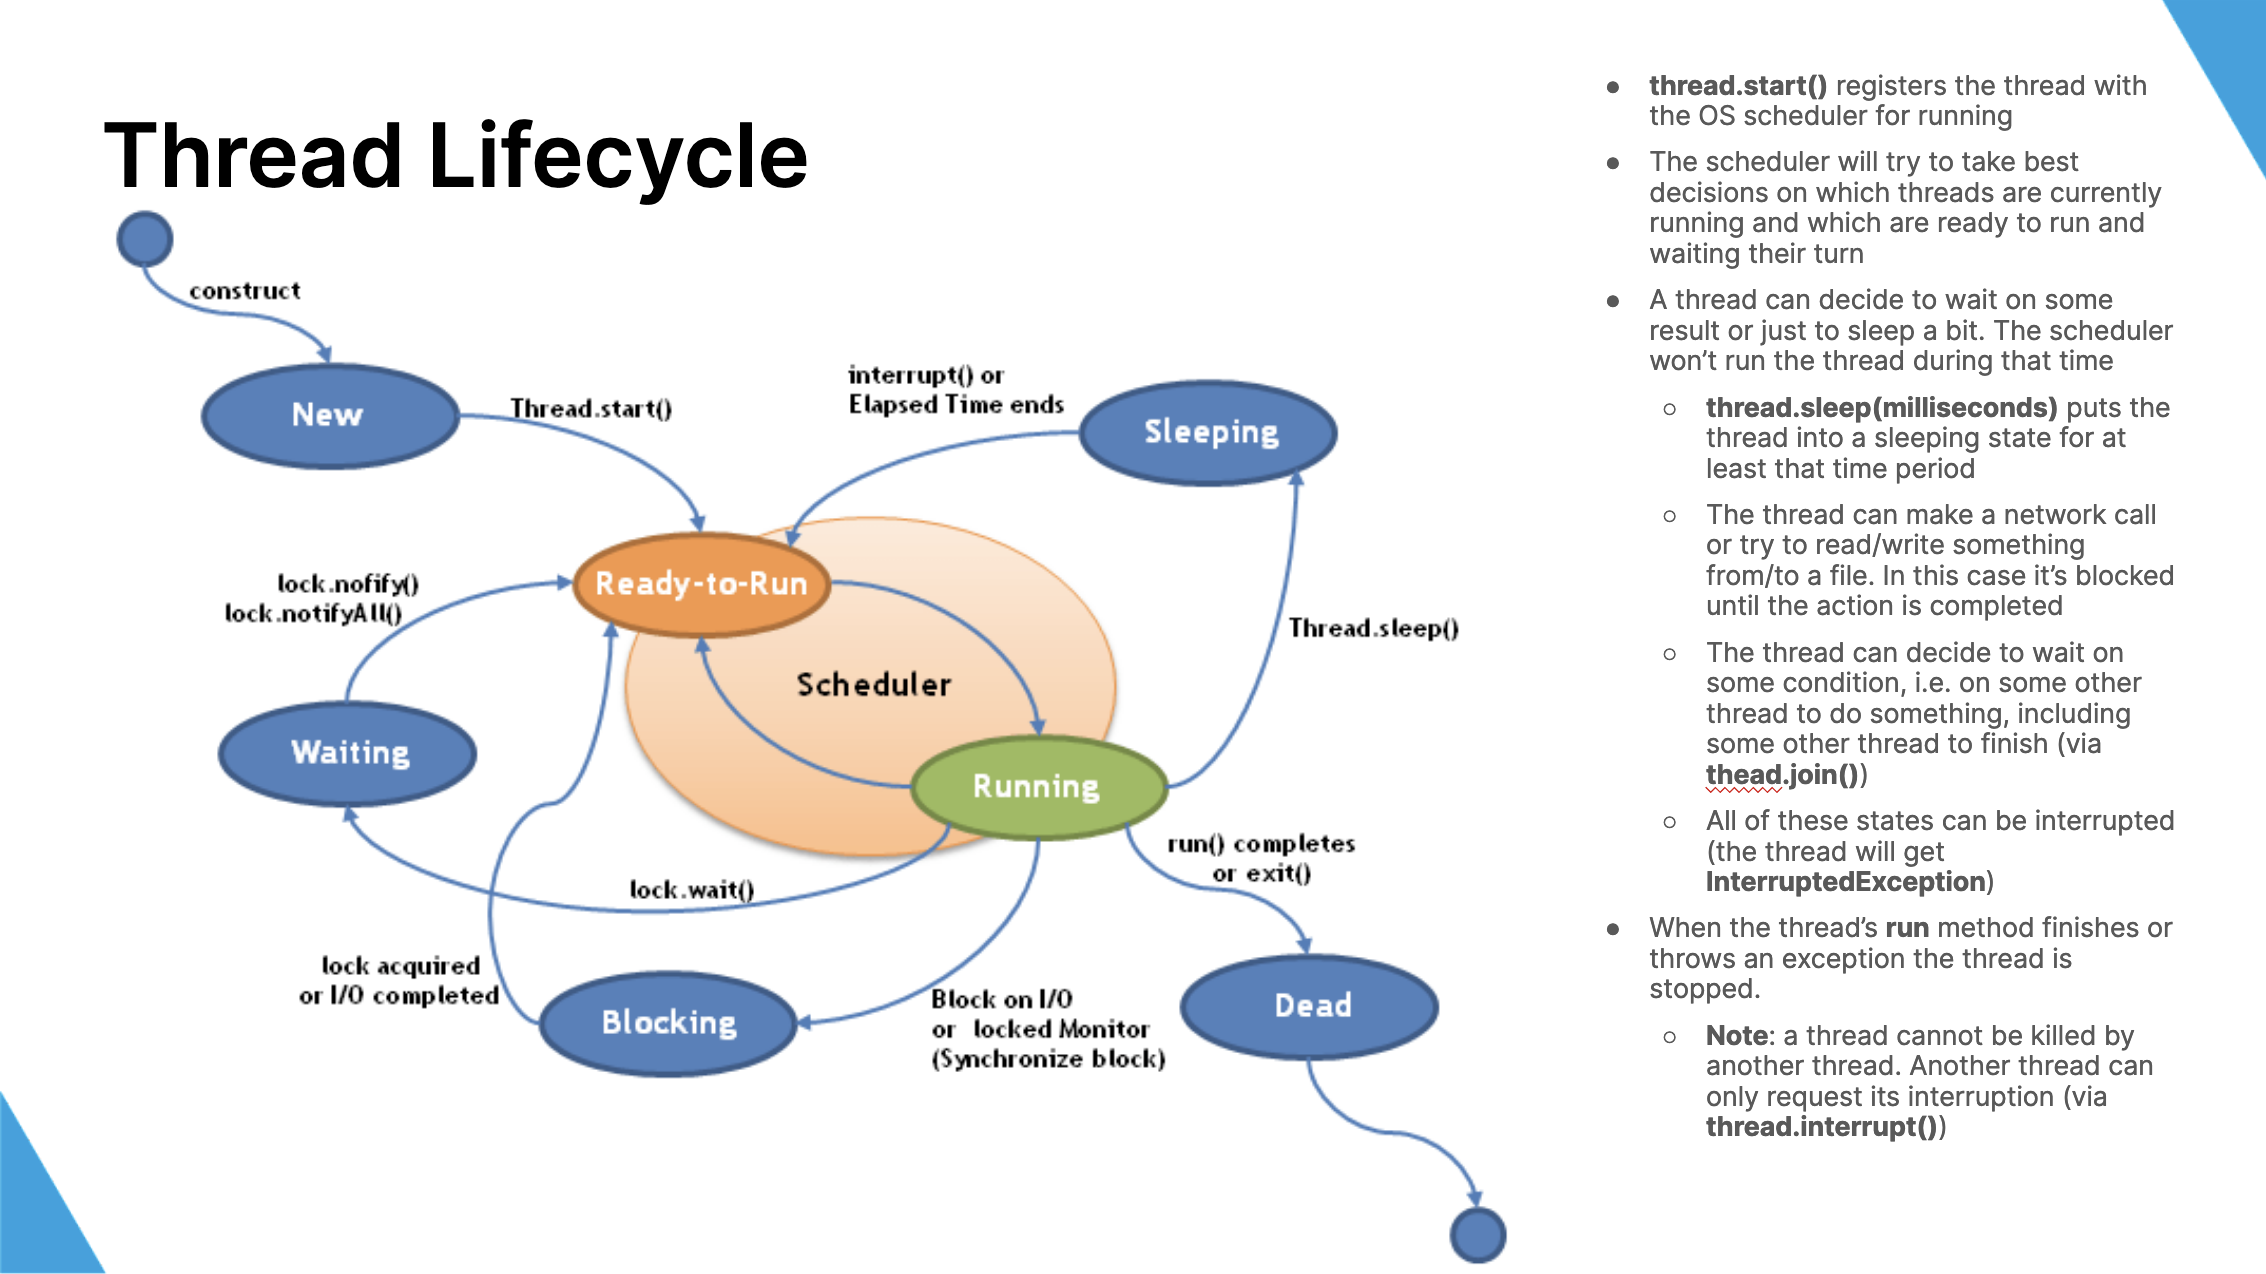 Thread Lifecycle
construct
New
Thread.start()
interrupt() or
Elapsed Time ends
Sleeping
Ready-to-Run
lock.nofify()
lock.notifyAll()
Thread.sleep()
Scheduler
Waiting
Running
run() completes
or exit()
lock.wait()
lock acquired
or I/O completed
Blocking
Block on I/O
or locked Monitor
(Synchronize block)
Dead
● thread.start() registers the thread with
the OS scheduler for running
● The scheduler will try to take best
decisions on which threads are currently
running and which are ready to run and
waiting their turn
● A thread can decide to wait on some
result or just to sleep a bit. The scheduler
won’t run the thread during that time
○ thread.sleep(milliseconds) puts the
thread into a sleeping state for at
least that time period
○ The thread can make a network call
or try to read/write something
from/to a file. In this case it’s blocked
until the action is completed
○ The thread can decide to wait on
some condition, i.e. on some other
thread to do something, including
some other thread to finish (via
thead.join())
○ All of these states can be interrupted
(the thread will get
InterruptedException)
● When the thread’s run method finishes or
throws an exception the thread is
stopped.
○ Note: a thread cannot be killed by
another thread. Another thread can
only request its interruption (via
thread.interrupt())